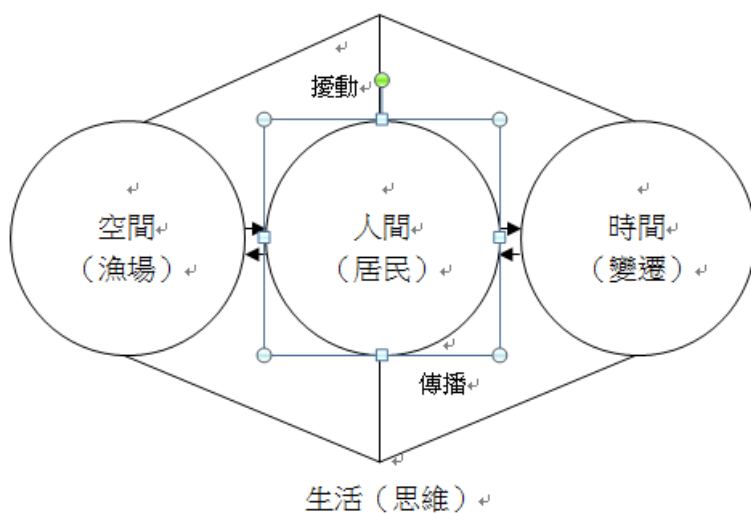 擾動
空間
（漁場）
人間
（居民）
時間
（變遷）
傳播
生活（思維）